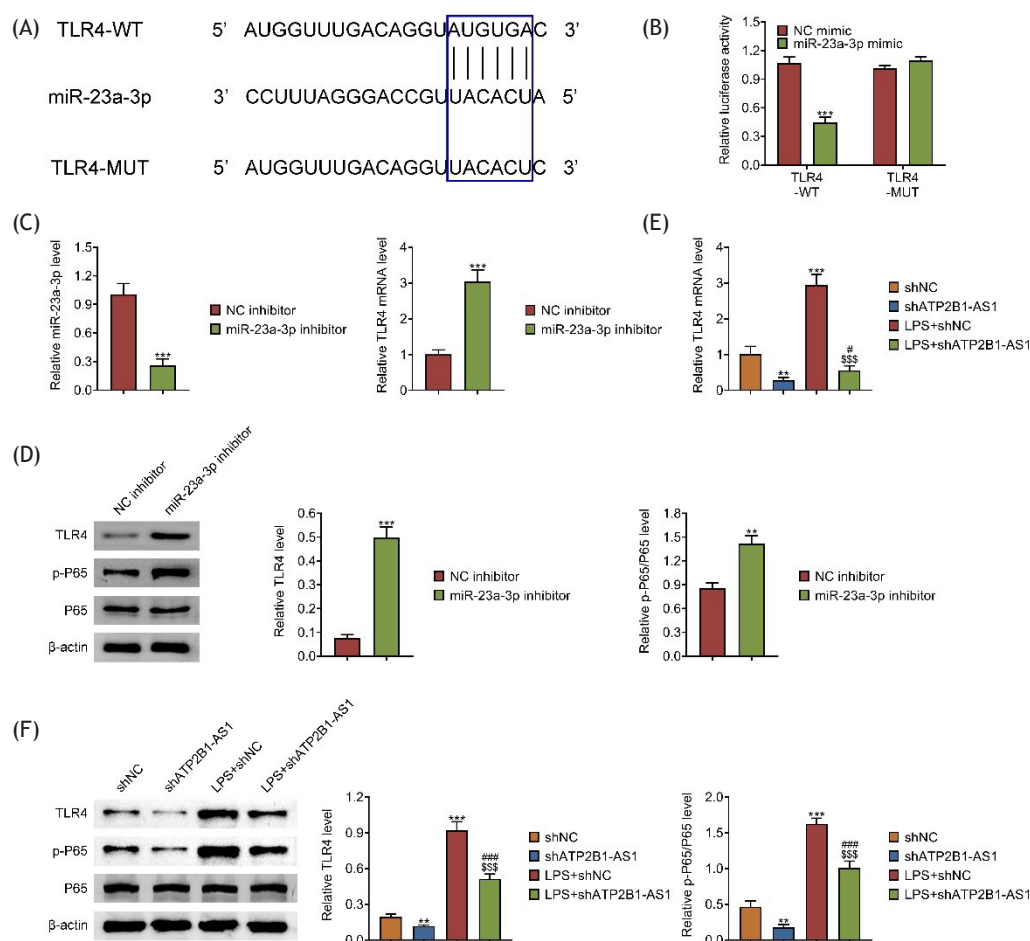 (A)
TLR4-WT 5’ AUGGUUUGACAGGUAUGUGAC 3’
miR-23a-3p 3’ CCUUUAGGGACCGUUACACUA 5’
TLR4-MUT 5’ AUGGUUUGACAGGUUACACUC 3’
(B)
NC mimic
miR-23a-3p mimic
Relative luciferase activity
1.5
1.2
0.9
0.6
0.3
0.0
***
TLR4
-WT
TLR4
-MUT
(C)
Relative miR-23a-3p level
1.5
1.2
0.9
0.6
0.3
0.0
***
NC inhibitor
miR-23a-3p inhibitor
Relative TLR4 mRNA level
4
3
2
1
0
***
NC inhibitor
miR-23a-3p inhibitor
(E)
Relative TLR4 mRNA level
4
3
2
1
0
**
***
#
$$$
shNC
shATP2B1-AS1
LPS+shNC
LPS+shATP2B1-AS1
(D)
NC inhibitor
miR-23a-3p inhibitor
TLR4
p-P65
P65
β-actin
Relative TLR4 level
0.6
0.5
0.4
0.3
0.2
0.1
0.0
***
NC inhibitor
miR-23a-3p inhibitor
Relative p-P65/P65 level
1.8
1.5
1.2
0.9
0.6
0.3
0.0
**
NC inhibitor
miR-23a-3p inhibitor
(F)
shNC
shATP2B1-AS1
LPS+shNC
LPS+shATP2B1-AS1
TLR4
p-P65
P65
β-actin
Relative TLR4 level
1.2
0.9
0.6
0.3
0.0
**
***
###
$$$
shNC
shATP2B1-AS1
LPS+shNC
LPS+shATP2B1-AS1
Relative p-P65/P65 level
2.0
1.5
1.0
0.5
0.0
**
***
###
$$$
shNC
shATP2B1-AS1
LPS+shNC
LPS+shATP2B1-AS1